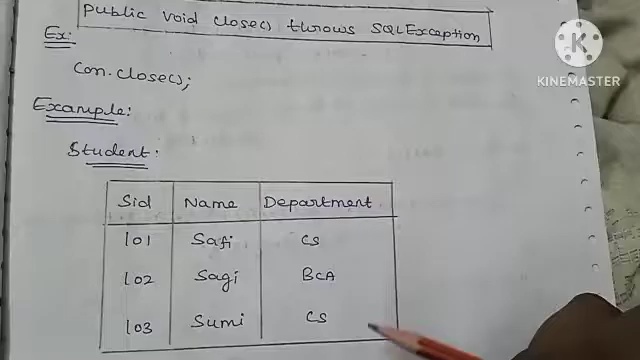 Public void close() throws SQLException
Ex:
Con.close();
Example:
Student:
Sid Name Department
101 Safi CS
102 Sagi BCA
103 Sumi CS
K
KINEMASTER